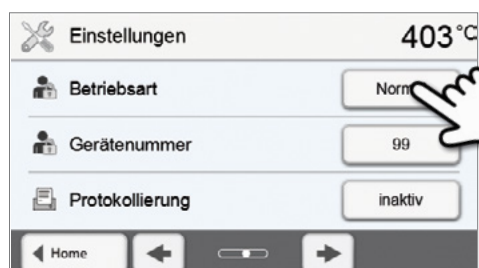 Einstellungen 403 °C
Betriebsart
Gerätenummer 99
Protokollierung inaktiv
Home